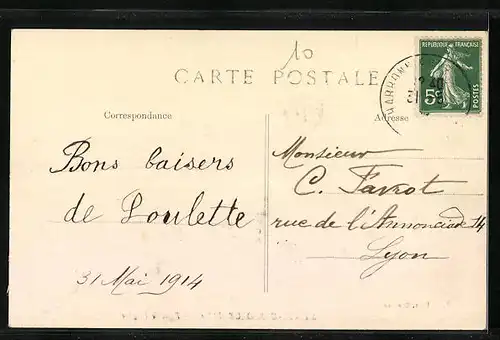 10
CARTE POSTALE
REPUBLIQUE FRANÇAISE
5c
POSTES
Correspondance
Adresse
Bons baisers
de Poulette
31 Mai 1914
Monsieur
C. Favrot
rue de l'Annonciade 14
Lyon